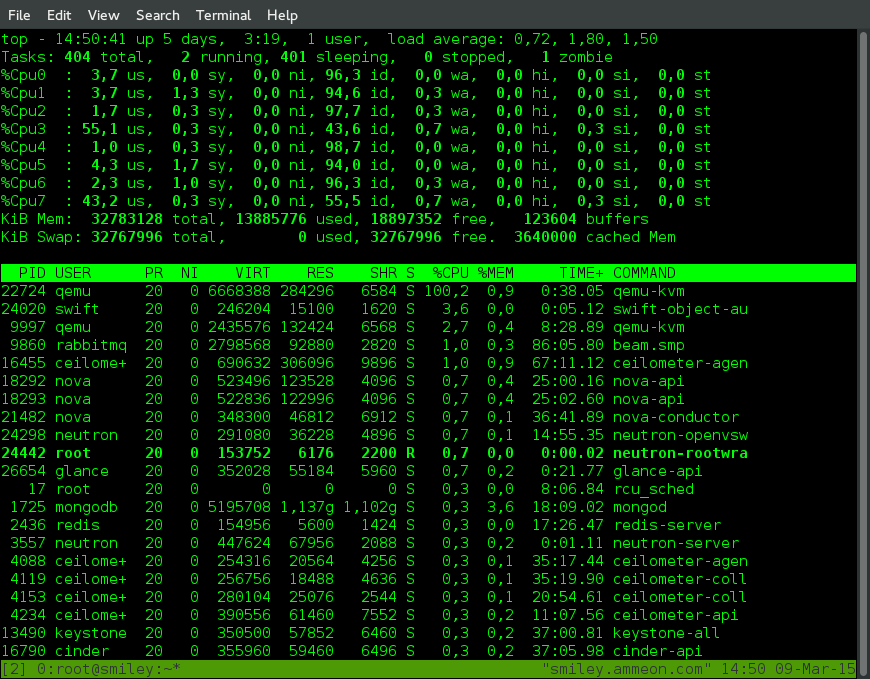 File Edit View Search Terminal Help
top - 14:50:41 up 5 days,  3:19,  1 user,  load average: 0,72, 1,80, 1,50
Tasks: 404 total,   2 running, 401 sleeping,   0 stopped,   1 zombie
%Cpu0  :  3,7 us,  0,0 sy,  0,0 ni, 96,3 id,  0,0 wa,  0,0 hi,  0,0 si,  0,0 st
%Cpu1  :  3,7 us,  1,3 sy,  0,0 ni, 94,6 id,  0,3 wa,  0,0 hi,  0,0 si,  0,0 st
%Cpu2  :  1,7 us,  0,3 sy,  0,0 ni, 97,7 id,  0,3 wa,  0,0 hi,  0,0 si,  0,0 st
%Cpu3  : 55,1 us,  0,3 sy,  0,0 ni, 43,6 id,  0,7 wa,  0,0 hi,  0,3 si,  0,0 st
%Cpu4  :  1,0 us,  0,3 sy,  0,0 ni, 98,7 id,  0,0 wa,  0,0 hi,  0,0 si,  0,0 st
%Cpu5  :  4,3 us,  1,7 sy,  0,0 ni, 94,0 id,  0,0 wa,  0,0 hi,  0,0 si,  0,0 st
%Cpu6  :  2,3 us,  1,0 sy,  0,0 ni, 96,3 id,  0,3 wa,  0,0 hi,  0,0 si,  0,0 st
%Cpu7  : 43,2 us,  0,3 sy,  0,0 ni, 55,5 id,  0,7 wa,  0,0 hi,  0,3 si,  0,0 st
KiB Mem:  32783128 total, 13885776 used, 18897352 free,   123604 buffers
KiB Swap: 32767996 total,        0 used, 32767996 free.  3640000 cached Mem
  PID USER      PR  NI    VIRT    RES    SHR S  %CPU %MEM     TIME+ COMMAND
22724 qemu      20   0 6668388 284296   6584 S 100,2  0,9   0:38.05 qemu-kvm
24020 swift     20   0  246204  15100   1620 S   3,6  0,0   0:05.12 swift-object-au
 9997 qemu      20   0 2435576 132424   6568 S   2,7  0,4   8:28.89 qemu-kvm
 9860 rabbitmq  20   0 2798568  92880   2820 S   1,0  0,3  86:05.80 beam.smp
16455 ceilome+  20   0  690632 306096   9896 S   1,0  0,9  67:11.12 ceilometer-agen
18292 nova      20   0  523496 123528   4096 S   0,7  0,4  25:00.16 nova-api
18293 nova      20   0  522836 122996   4096 S   0,7  0,4  25:02.60 nova-api
21482 nova      20   0  348300  46812   6912 S   0,7  0,1  36:41.89 nova-conductor
24298 neutron   20   0  291080  36228   4896 S   0,7  0,1  14:55.35 neutron-openvsw
24442 root      20   0  153752   6176   2200 R   0,7  0,0   0:00.02 neutron-rootwra
26654 glance    20   0  352028  55184   5960 S   0,7  0,2   0:21.77 glance-api
   17 root      20   0       0      0      0 S   0,3  0,0   8:06.84 rcu_sched
 1725 mongodb   20   0 5195708 1,137g 1,102g S   0,3  3,6  18:09.02 mongod
 2436 redis     20   0  154956   5600   1424 S   0,3  0,0  17:26.47 redis-server
 3557 neutron   20   0  447624  67956   2088 S   0,3  0,2   0:01.11 neutron-server
 4088 ceilome+  20   0  254316  20564   4256 S   0,3  0,1  35:17.44 ceilometer-agen
 4119 ceilome+  20   0  256756  18488   4636 S   0,3  0,1  35:19.90 ceilometer-coll
 4153 ceilome+  20   0  280104  25076   2544 S   0,3  0,1  20:54.61 ceilometer-coll
 4234 ceilome+  20   0  390556  61460   7552 S   0,3  0,2  11:07.56 ceilometer-api
13490 keystone  20   0  350500  57852   6460 S   0,3  0,2  37:00.81 keystone-all
16790 cinder    20   0  355960  59460   6496 S   0,3  0,2  37:05.98 cinder-api
[2] 0:root@smiley:~* "smiley.ammeon.com" 14:50 09-Mar-15